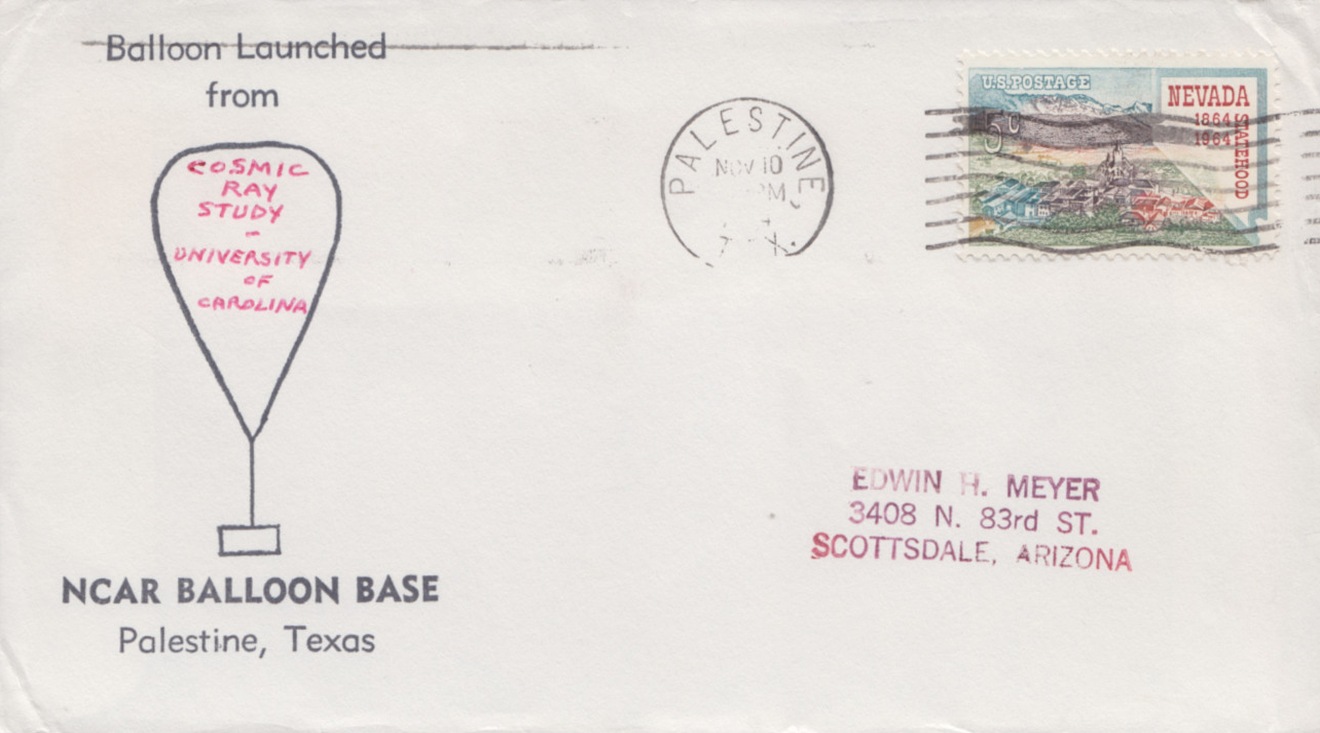 Balloon Launched
from
COSMIC
RAY
STUDY
-
UNIVERSITY
OF
CAROLINA
NCAR BALLOON BASE
Palestine, Texas
PALESTINE,
NOV 10
PM
U.S. POSTAGE
5c
NEVADA
1864
1964
STATEHOOD
EDWIN H. MEYER
3408 N. 83rd ST.
SCOTTSDALE, ARIZONA